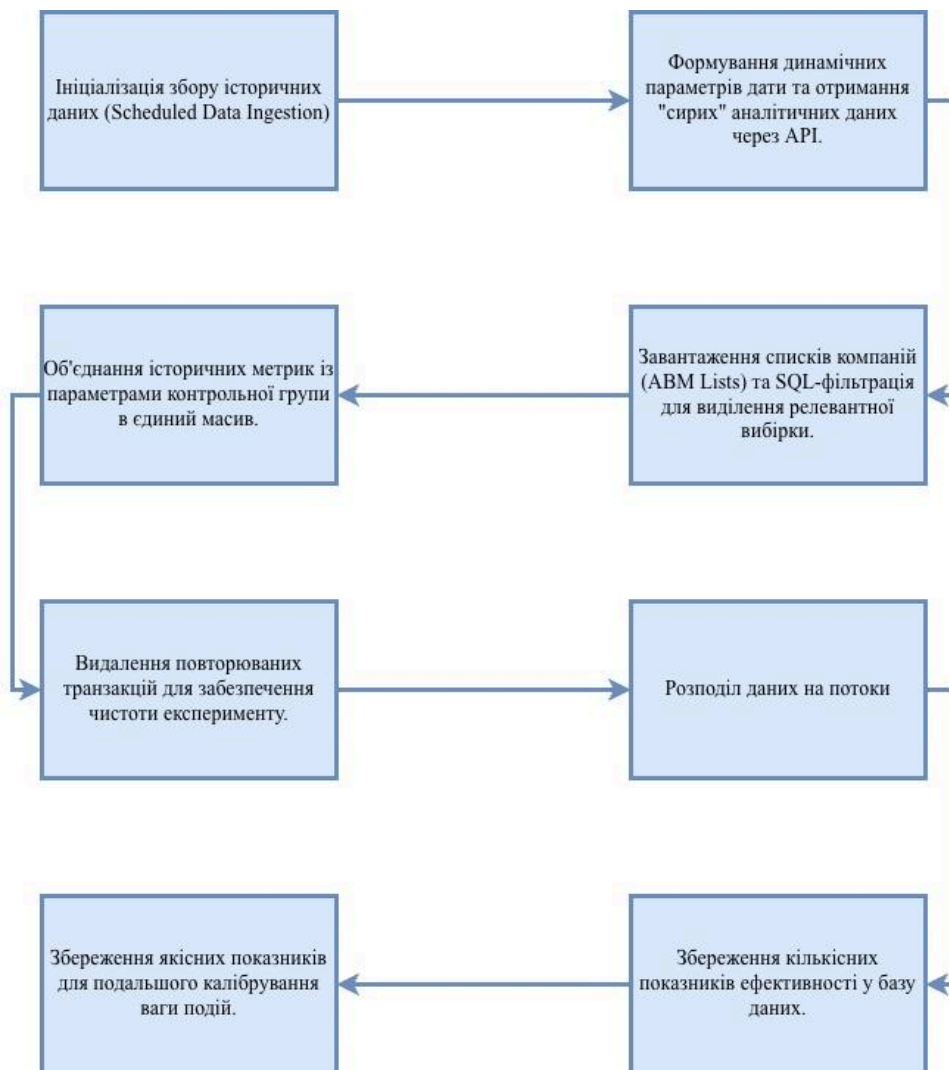 Ініціалізація збору історичних
даних (Scheduled Data Ingestion)
Формування динамічних
параметрів дати та отримання
"сирих" аналітичних даних
через API.
Завантаження списків компаній
(ABM Lists) та SQL-фільтрація
для виділення релевантної
вибірки.
Об'єднання історичних метрик із
параметрами контрольної групи
в єдиний масив.
Видалення повторюваних
транзакцій для забезпечення
чистоти експерименту.
Розподіл даних на потоки
Збереження кількісних
показників ефективності у базу
даних.
Збереження якісних показників
для подальшого калібрування
ваги подій.